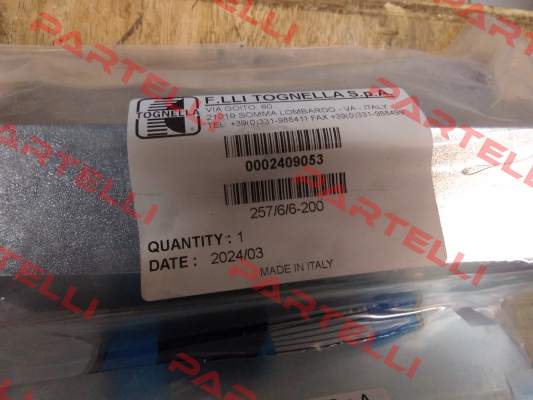 F.LLI TOGNELLA S.p.A.
VIA GOITO, 60
21019 SOMMA LOMBARDO - VA - ITALY
TEL. +39(0)331-988411 FAX +39(0)331-988499
TOGNELLA
0002409053
257/6/6-200
QUANTITY : 1
DATE : 2024/03
MADE IN ITALY
PARTELLI
PARTELLI
PARTELLI
PARTELLI